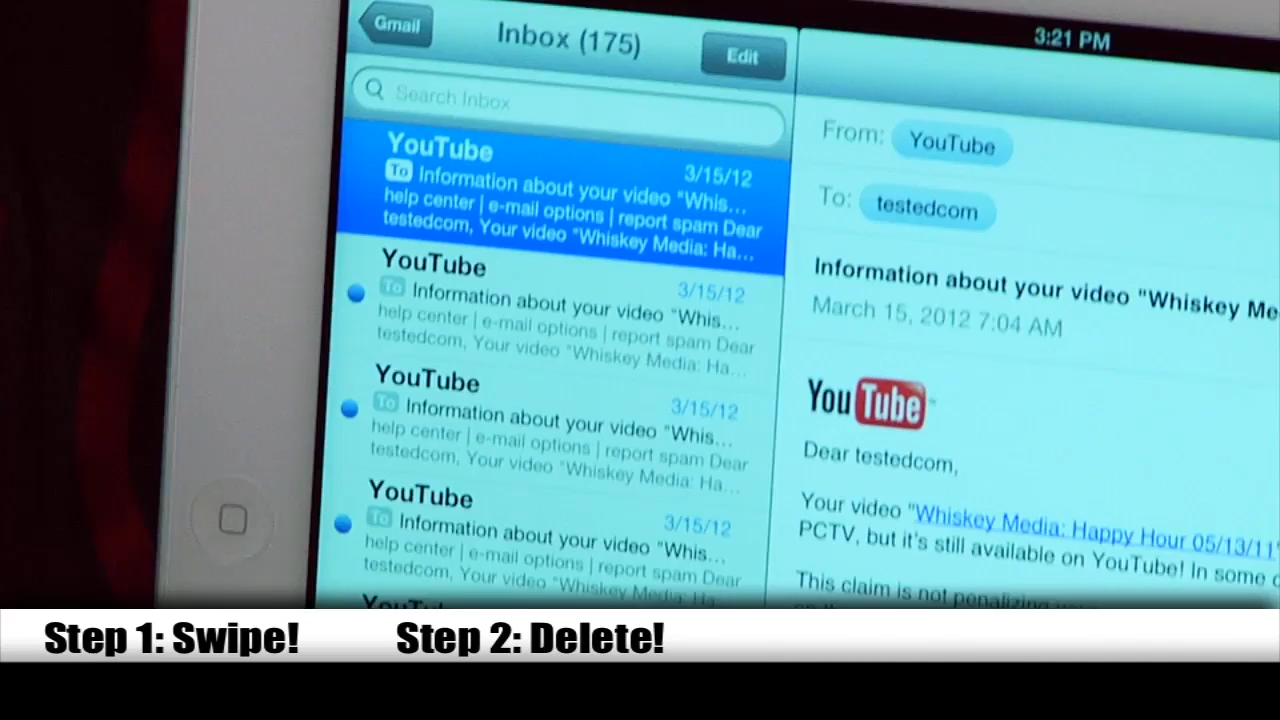 Gmail
Inbox (175)
Edit
Search Inbox
YouTube
3/15/12
To Information about your video "Whis...
help center | e-mail options | report spam Dear
testedcom, Your video "Whiskey Media: Ha...
YouTube
3/15/12
To Information about your video "Whis...
help center | e-mail options | report spam Dear
testedcom, Your video "Whiskey Media: Ha...
YouTube
3/15/12
To Information about your video "Whis...
help center | e-mail options | report spam Dear
testedcom, Your video "Whiskey Media: Ha...
YouTube
3/15/12
To Information about your video "Whis...
help center | e-mail options | report spam Dear
testedcom, Your video "Whiskey Media: Ha...
3:21 PM
From: YouTube
To: testedcom
Information about your video "Whiskey Me
March 15, 2012 7:04 AM
YouTube
Dear testedcom,
Your video "Whiskey Media: Happy Hour 05/13/11"
PCTV, but it's still available on YouTube! In some
This claim is not penalizing
Step 1: Swipe! Step 2: Delete!